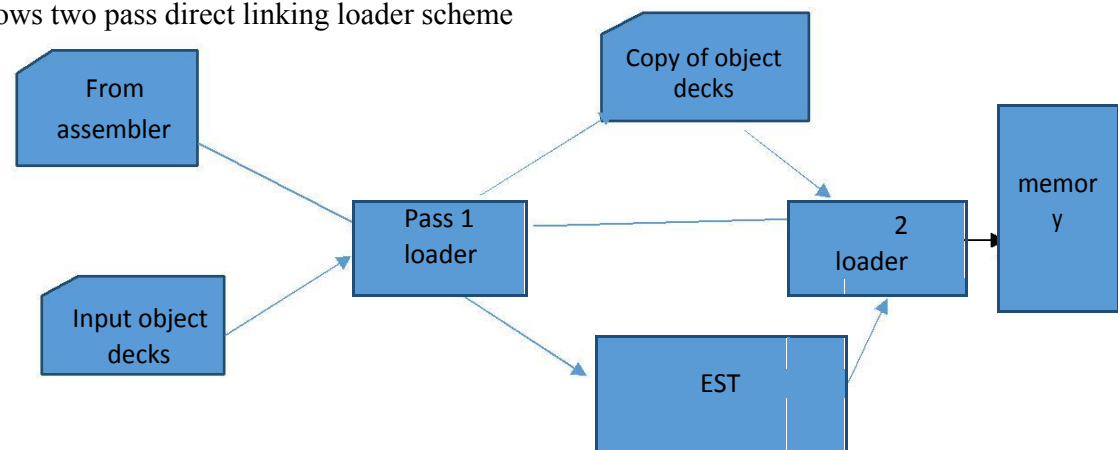 two pass direct linking loader scheme
From
assembler
Copy of object
decks
memor
y
Pass 1
loader
2
loader
Input object
decks
EST